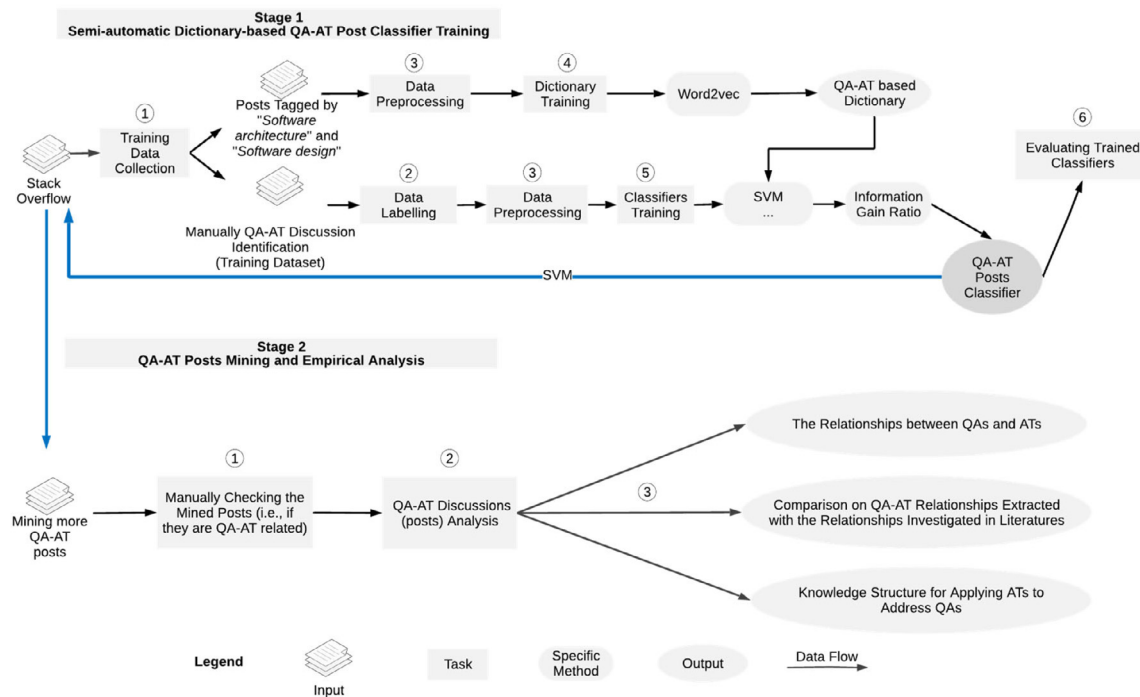 Stage 1
Semi-automatic Dictionary-based QA-AT Post Classifier Training
①
Training
Data
Collection
Stack
Overflow
Posts Tagged by
"Software
architecture" and
"Software design"
③
Data
Preprocessing
④
Dictionary
Training
Word2vec
QA-AT based
Dictionary
Manually QA-AT Discussion
Identification
(Training Dataset)
②
Data
Labelling
③
Data
Preprocessing
⑤
Classifiers
Training
SVM
...
Information
Gain Ratio
QA-AT
Posts
Classifier
⑥
Evaluating Trained
Classifiers
SVM
Stage 2
QA-AT Posts Mining and Empirical Analysis
Mining more
QA-AT
posts
①
Manually Checking the
Mined Posts (i.e., if
they are QA-AT related)
②
QA-AT Discussions
(posts) Analysis
③
The Relationships between QAs and ATs
Comparison on QA-AT Relationships Extracted
with the Relationships Investigated in Literatures
Knowledge Structure for Applying ATs to
Address QAs
Legend
Input
Task
Specific
Method
Output
Data Flow